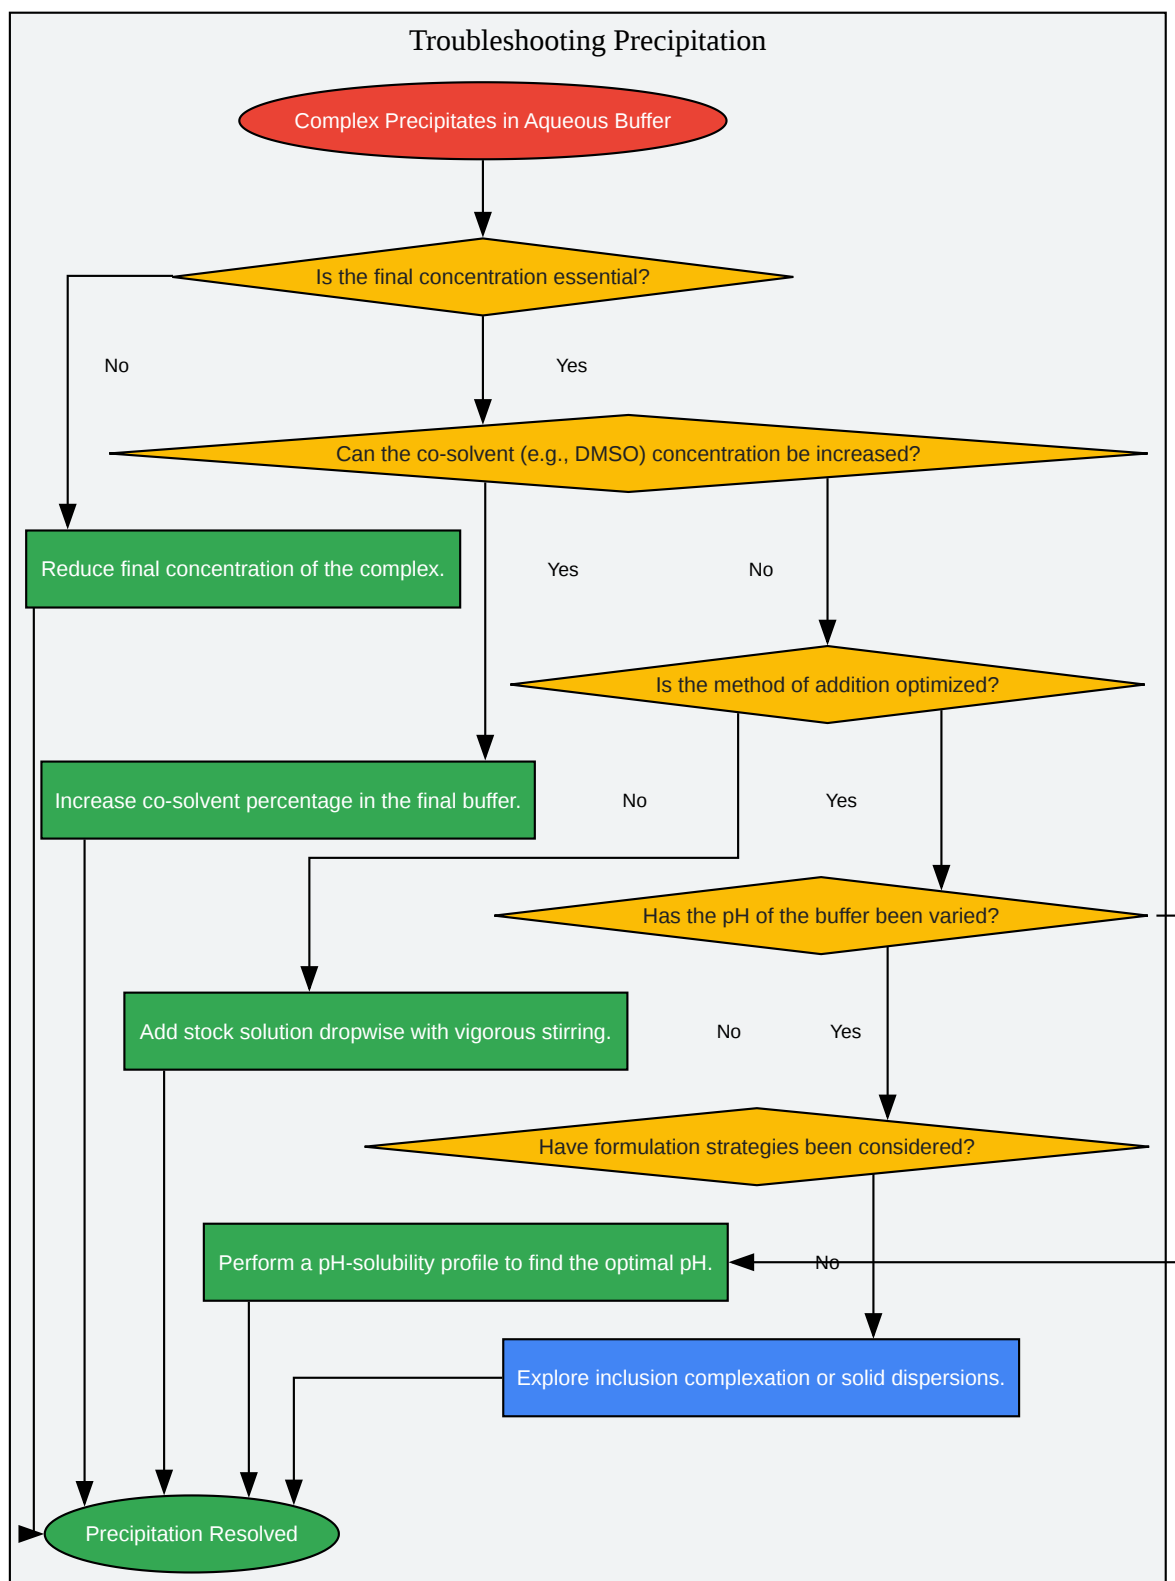 Troubleshooting Precipitation
Complex Precipitates in Aqueous Buffer
Is the final concentration essential?
No
Yes
Can the co-solvent (e.g., DMSO) concentration be increased?
Reduce final concentration of the complex.
Yes
No
Is the method of addition optimized?
Increase co-solvent percentage in the final buffer.
No
Yes
Has the pH of the buffer been varied?
Add stock solution dropwise with vigorous stirring.
No
Yes
Have formulation strategies been considered?
Perform a pH-solubility profile to find the optimal pH.
No
Explore inclusion complexation or solid dispersions.
Precipitation Resolved